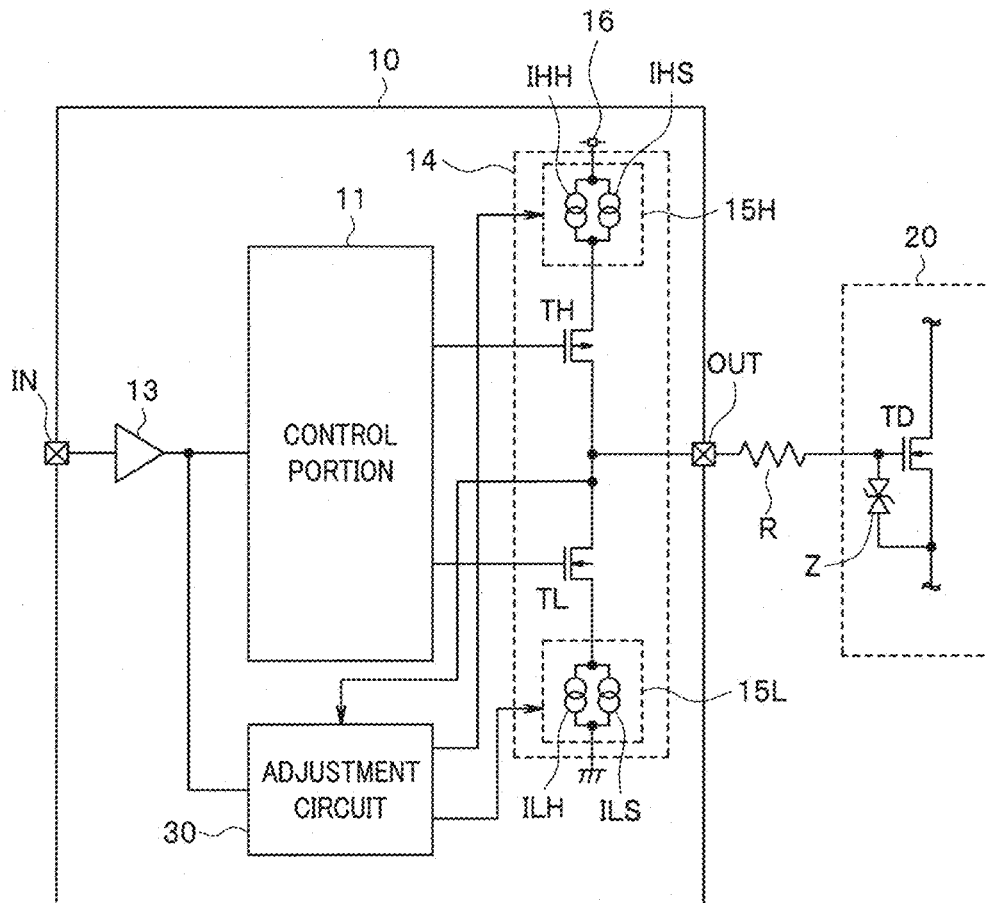 16
10
IHH
IHS
14
11
15H
20
TH
OUT
IN
13
TD
CONTROL
PORTION
R
Z
TL
15L
ADJUSTMENT
CIRCUIT
ILH
ILS
30